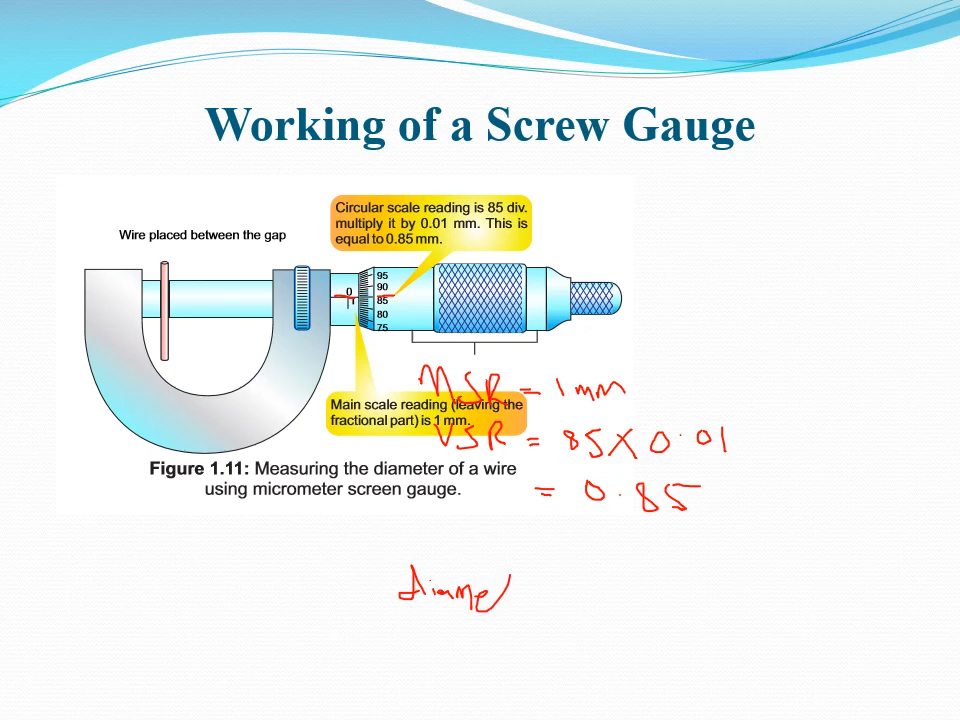 Working of a Screw Gauge
Circular scale reading is 85 div.
multiply it by 0.01 mm. This is
equal to 0.85 mm.
Wire placed between the gap
0
95
90
85
80
75
MSR = 1 mm
Main scale reading (leaving the
fractional part) is 1 mm.
VSR = 85 X 0.01
= 0.85
Figure 1.11: Measuring the diameter of a wire
using micrometer screen gauge.